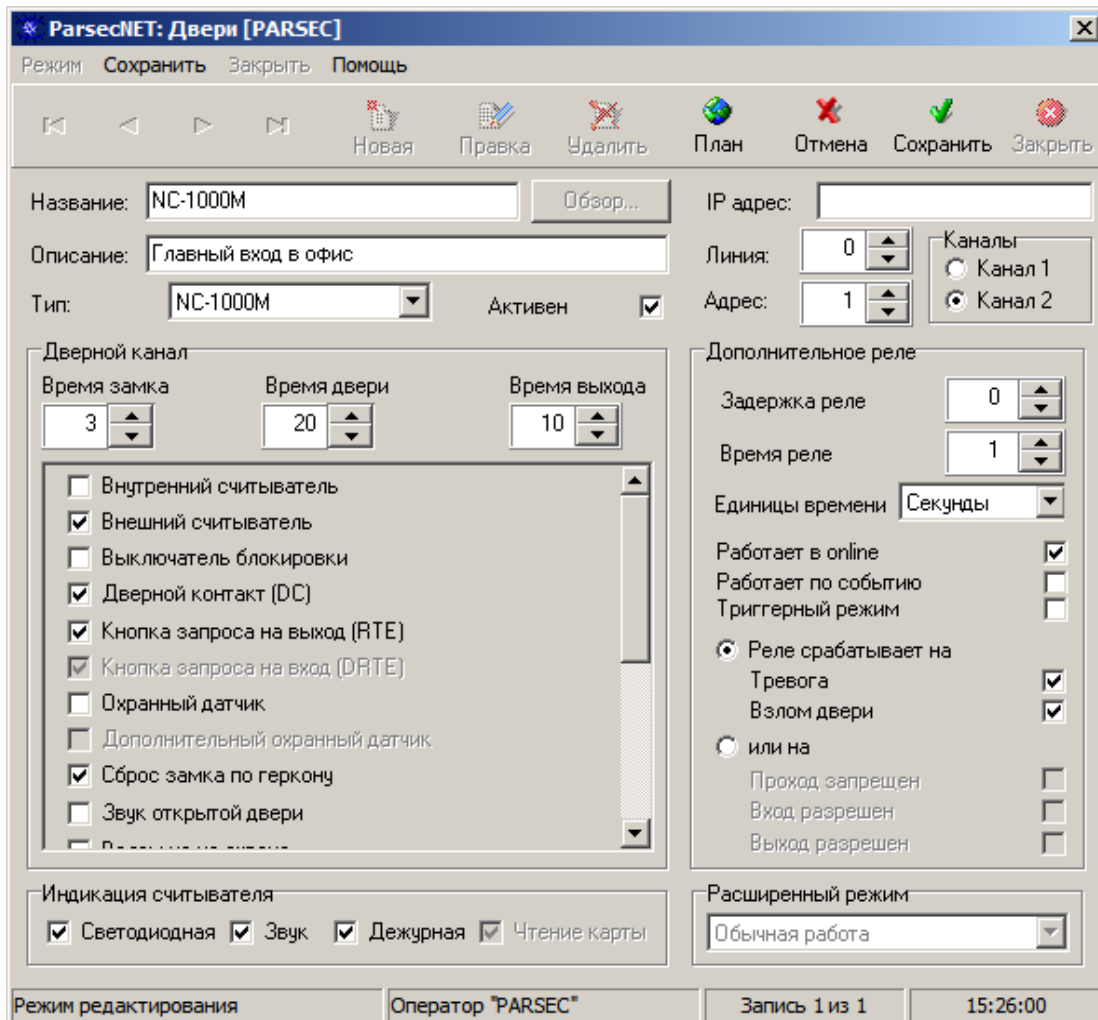 ParsecNET: Двери [PARSEC]
Режим Сохранить Закрыть Помощь
Новая Правка Удалить План Отмена Сохранить Закрыть
Название: NC-1000M Обзор... IP адрес:
Описание: Главный вход в офис Линия: 0 Каналы
Канал 1
Тип: NC-1000M Активен Адрес: 1 Канал 2
Дверной канал
Время замка Время двери Время выхода
3 20 10
Внутренний считыватель
Внешний считыватель
Выключатель блокировки
Дверной контакт (DC)
Кнопка запроса на выход (RTE)
Кнопка запроса на вход (DRTE)
Охранный датчик
Дополнительный охранный датчик
Сброс замка по геркону
Звук открытой двери
Дополнительное реле
Задержка реле 0
Время реле 1
Единицы времени Секунды
Работает в online
Работает по событию
Триггерный режим
Реле срабатывает на
Тревога
Взлом двери
или на
Проход запрещен
Вход разрешен
Выход разрешен
Индикация считывателя
Светодиодная Звук Дежурная Чтение карты
Расширенный режим
Обычная работа
Режим редактирования Оператор "PARSEC" Запись 1 из 1 15:26:00